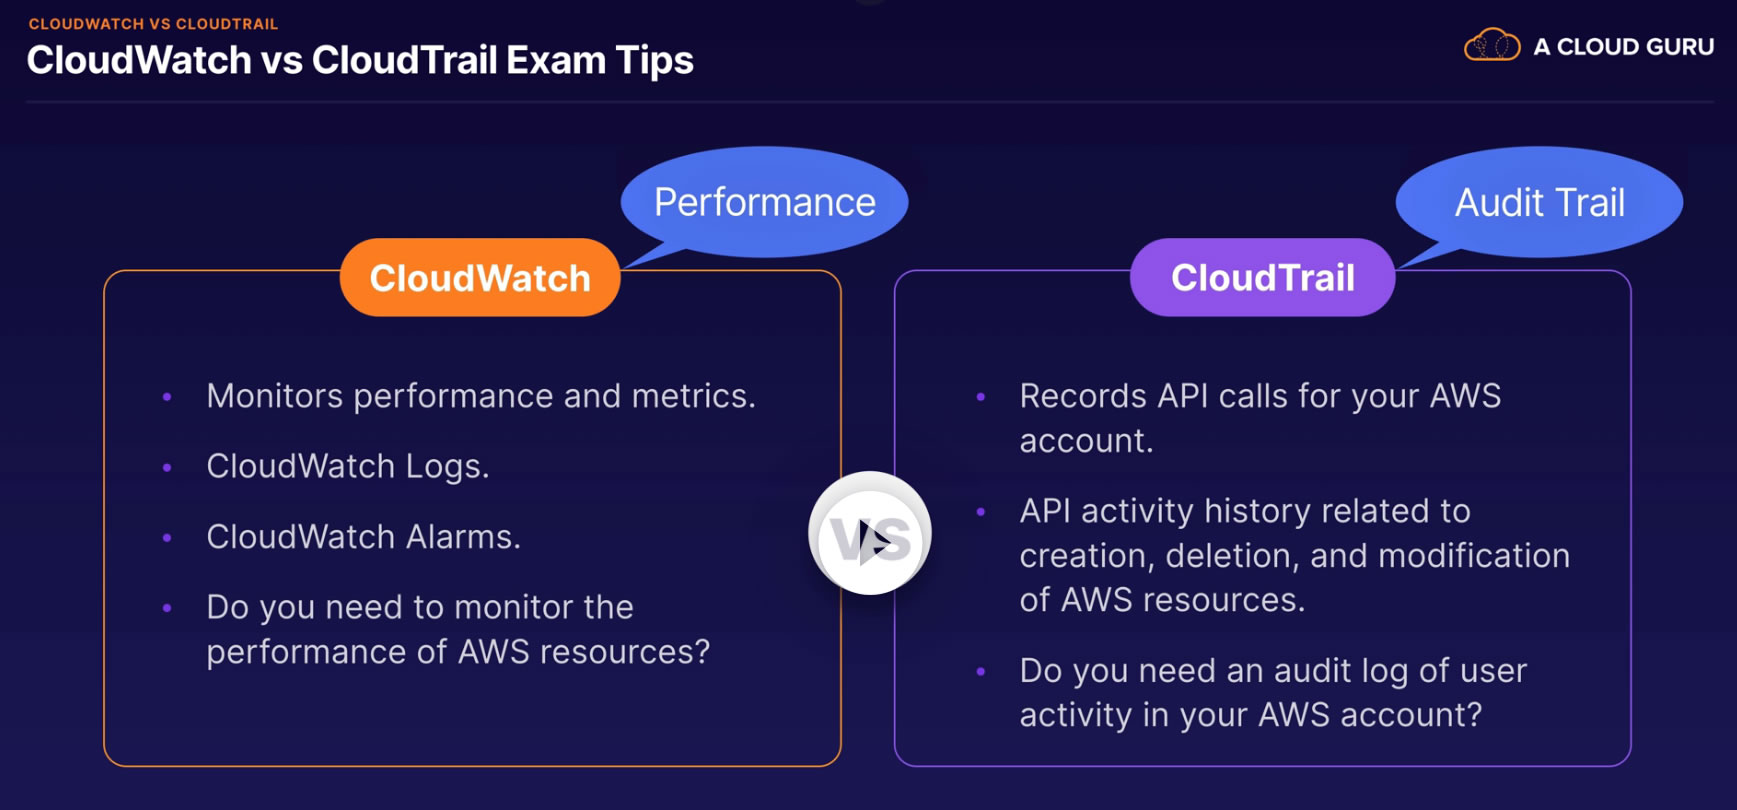 CLOUDWATCH VS CLOUDTRAIL
CloudWatch vs CloudTrail Exam Tips
A CLOUD GURU
Performance
CloudWatch
Monitors performance and metrics.
CloudWatch Logs.
CloudWatch Alarms.
Do you need to monitor the
performance of AWS resources?
VS
Audit Trail
CloudTrail
Records API calls for your AWS
account.
API activity history related to
creation, deletion, and modification
of AWS resources.
Do you need an audit log of user
activity in your AWS account?